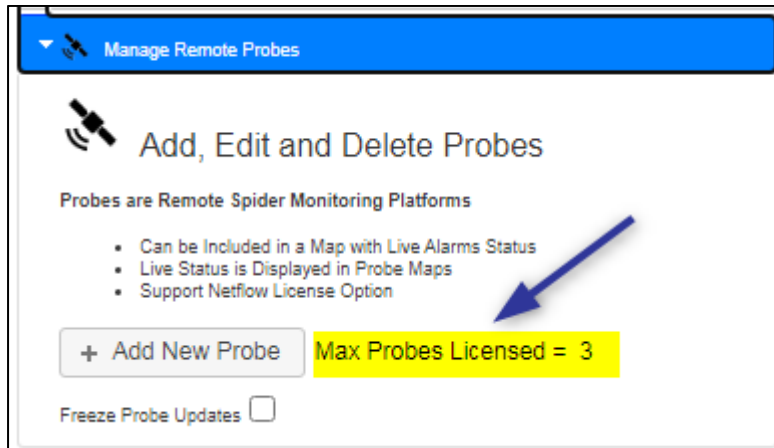 Manage Remote Probes
Add, Edit and Delete Probes
Probes are Remote Spider Monitoring Platforms
• Can be Included in a Map with Live Alarms Status
• Live Status is Displayed in Probe Maps
• Support Netflow License Option
+ Add New Probe Max Probes Licensed = 3
Freeze Probe Updates